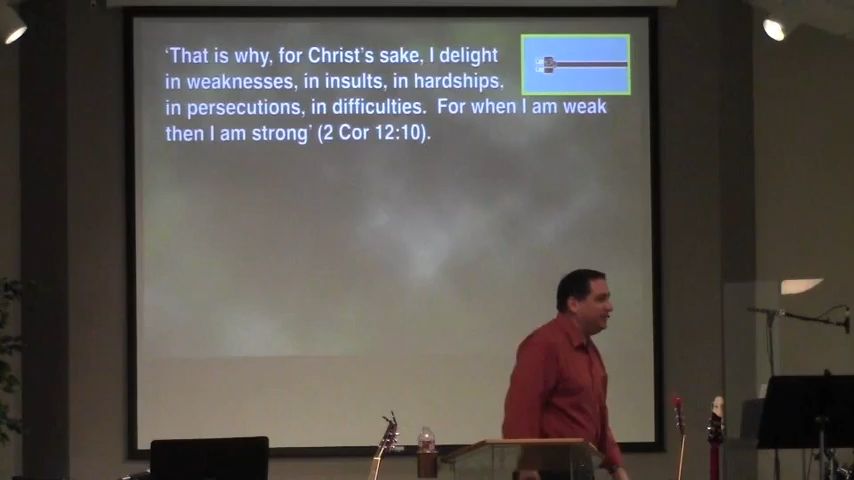 ‘That is why, for Christ’s sake, I delight
in weaknesses, in insults, in hardships,
in persecutions, in difficulties.  For when I am weak
then I am strong’ (2 Cor 12:10).